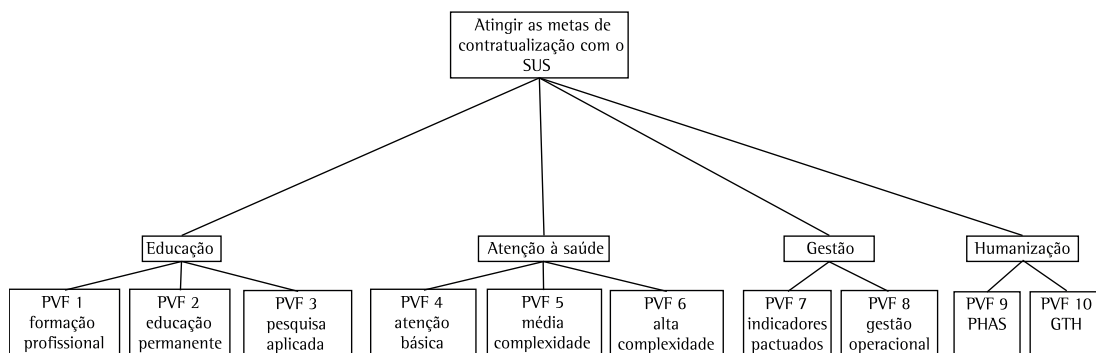 Atingir as metas de
contratualização com o
SUS
Educação
Atenção à saúde
Gestão
Humanização
PVF 1
formação
profissional
PVF 2
educação
permanente
PVF 3
pesquisa
aplicada
PVF 4
atenção
básica
PVF 5
média
complexidade
PVF 6
alta
complexidade
PVF 7
indicadores
pactuados
PVF 8
gestão
operacional
PVF 9
PHAS
PVF 10
GTH